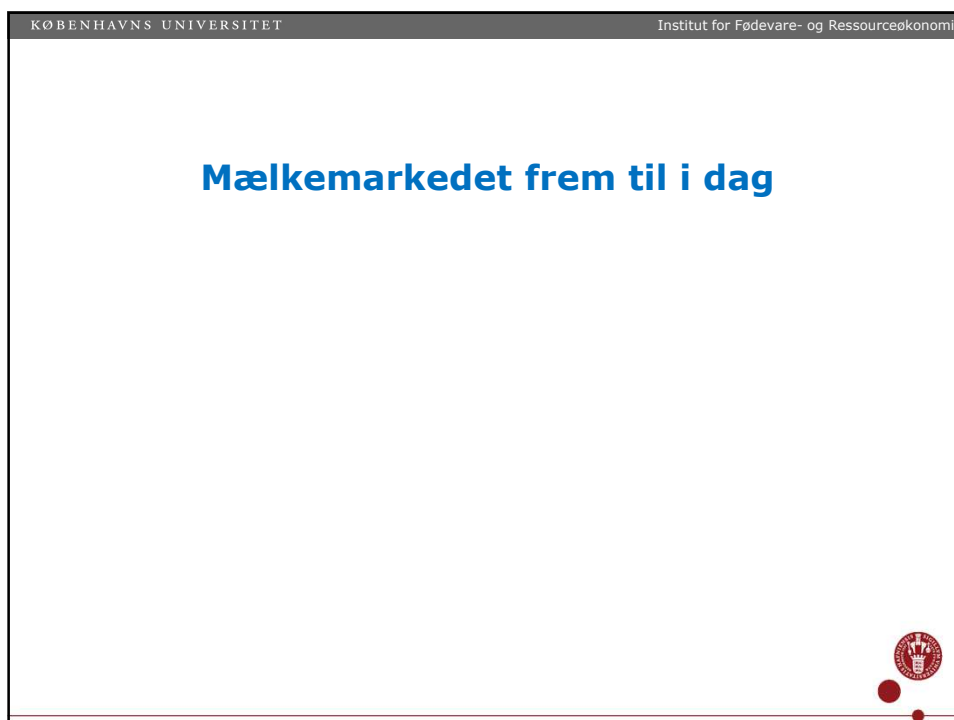 KØBENHAVNS UNIVERSITET
Institut for Fødevare- og Ressourceøkonomi
Mælkemarkedet frem til i dag